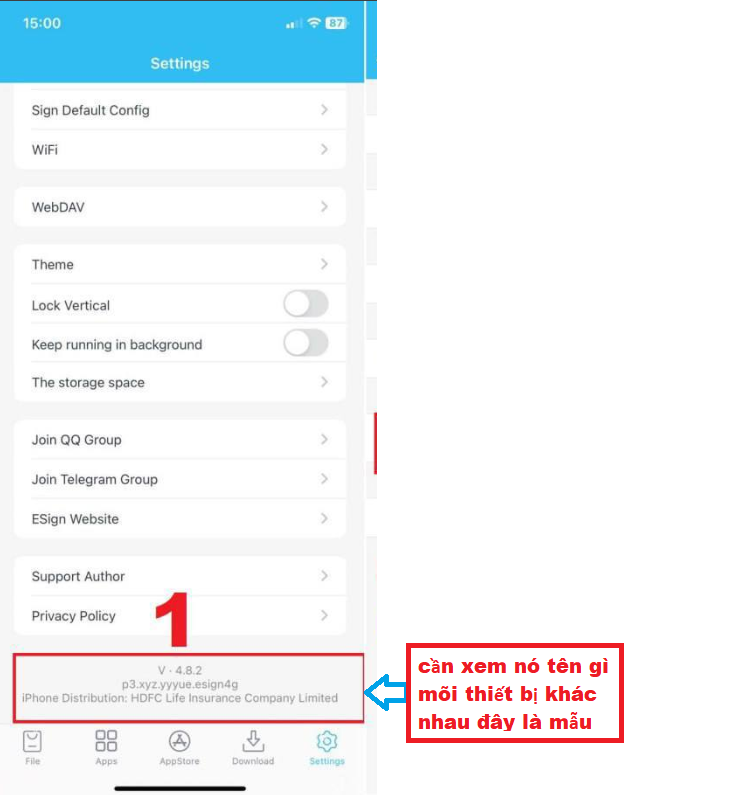 15:00
87
Settings
Sign Default Config
WiFi
WebDAV
Theme
Lock Vertical
Keep running in background
The storage space
Join QQ Group
Join Telegram Group
ESign Website
Support Author
Privacy Policy
1
V - 4.8.2
p3.xyz.yyyue.esign4g
iPhone Distribution: HDFC Life Insurance Company Limited
cần xem nó tên gì
mõi thiết bị khác
nhau đây là mẫu
File
Apps
AppStore
Download
Settings